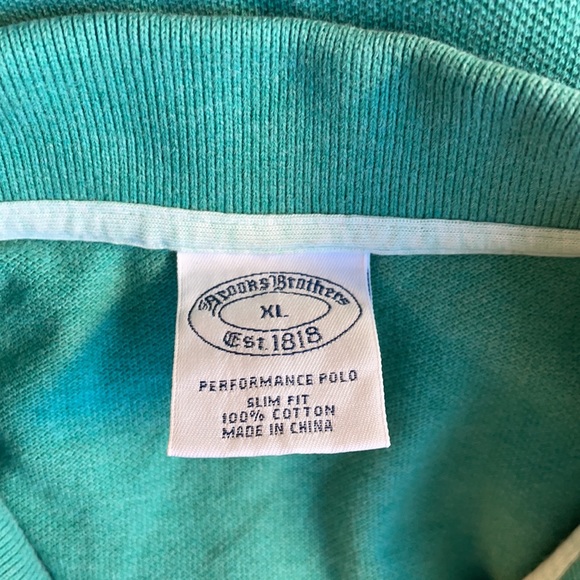 Brooks Brothers
XL
Est. 1818
PERFORMANCE POLO
SLIM FIT
100% COTTON
MADE IN CHINA